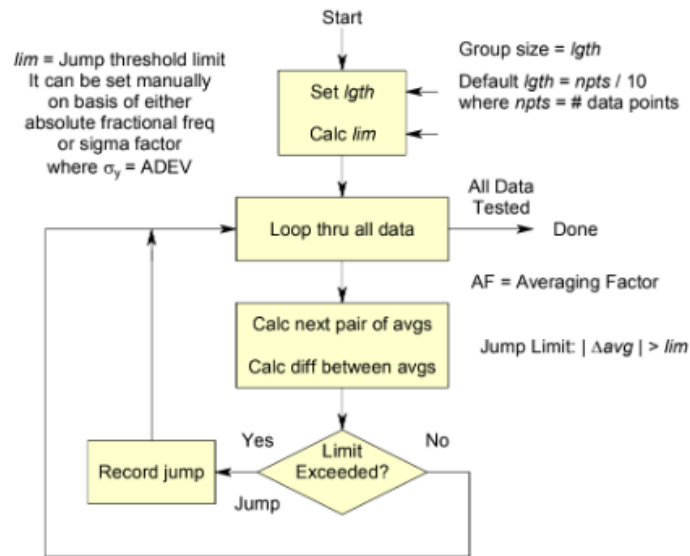 Start
lim = Jump threshold limit
It can be set manually
on basis of either
absolute fractional freq
or sigma factor
where σy = ADEV
Group size = lgth
Default lgth = npts / 10
where npts = # data points
Set lgth
Calc lim
Loop thru all data
All Data
Tested
Done
AF = Averaging Factor
Calc next pair of avgs
Calc diff between avgs
Jump Limit: | Δavg | > lim
Yes
No
Limit
Exceeded?
Record jump
Jump